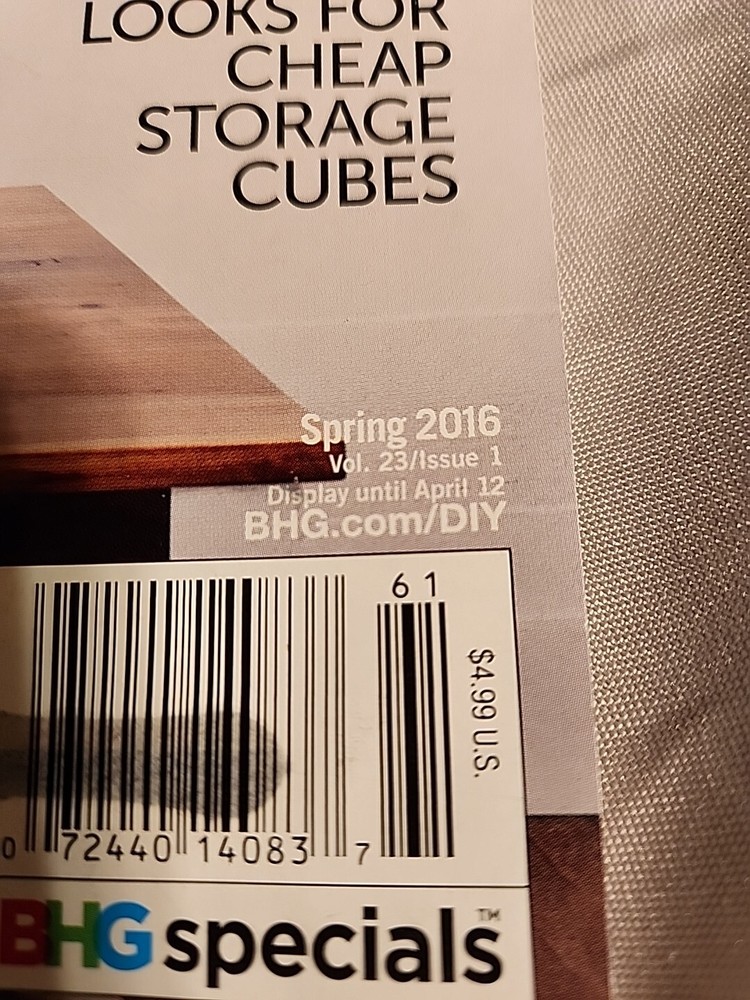 LOOKS FOR
CHEAP
STORAGE
CUBES
Spring 2016
Vol. 23/Issue 1
Display until April 12
BHG.com/DIY
61
$4.99 U.S.
0 72440 14083 7
BHG specials™